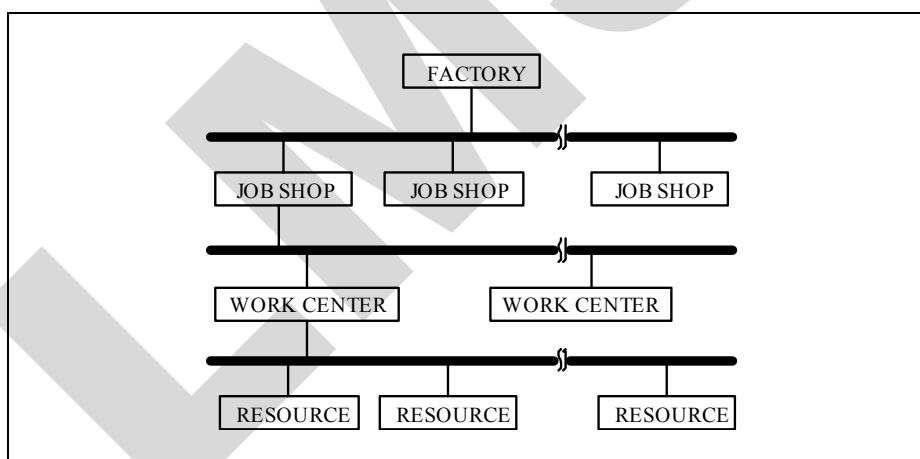 FACTORY
JOB SHOP JOB SHOP JOB SHOP
WORK CENTER WORK CENTER
RESOURCE RESOURCE RESOURCE